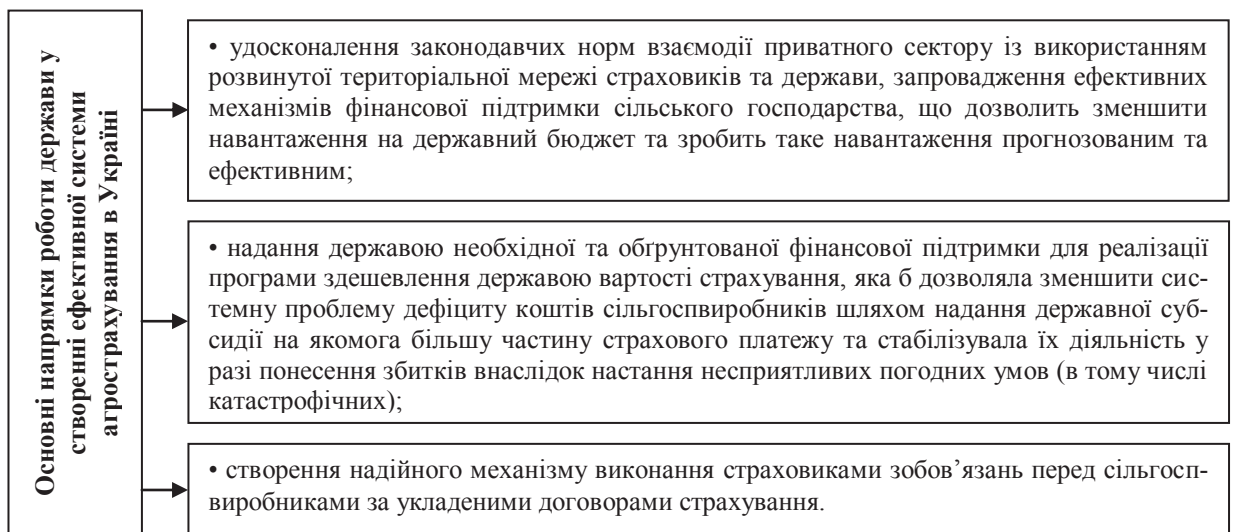 Основні напрямки роботи держави у
створенні ефективної системи
агрострахування в Україні
• удосконалення законодавчих норм взаємодії приватного сектору із використанням
розвинутої територіальної мережі страховиків та держави, запровадження ефективних
механізмів фінансової підтримки сільського господарства, що дозволить зменшити
навантаження на державний бюджет та зробить таке навантаження прогнозованим та
ефективним;
• надання державою необхідної та обґрунтованої фінансової підтримки для реалізації
програми здешевлення державою вартості страхування, яка б дозволяла зменшити сис-
темну проблему дефіциту коштів сільгоспвиробників шляхом надання державної суб-
сидії на якомога більшу частину страхового платежу та стабілізувала їх діяльність у
разі понесення збитків внаслідок настання несприятливих погодних умов (в тому числі
катастрофічних);
• створення надійного механізму виконання страховиками зобов’язань перед сільгосп-
виробниками за укладеними договорами страхування.